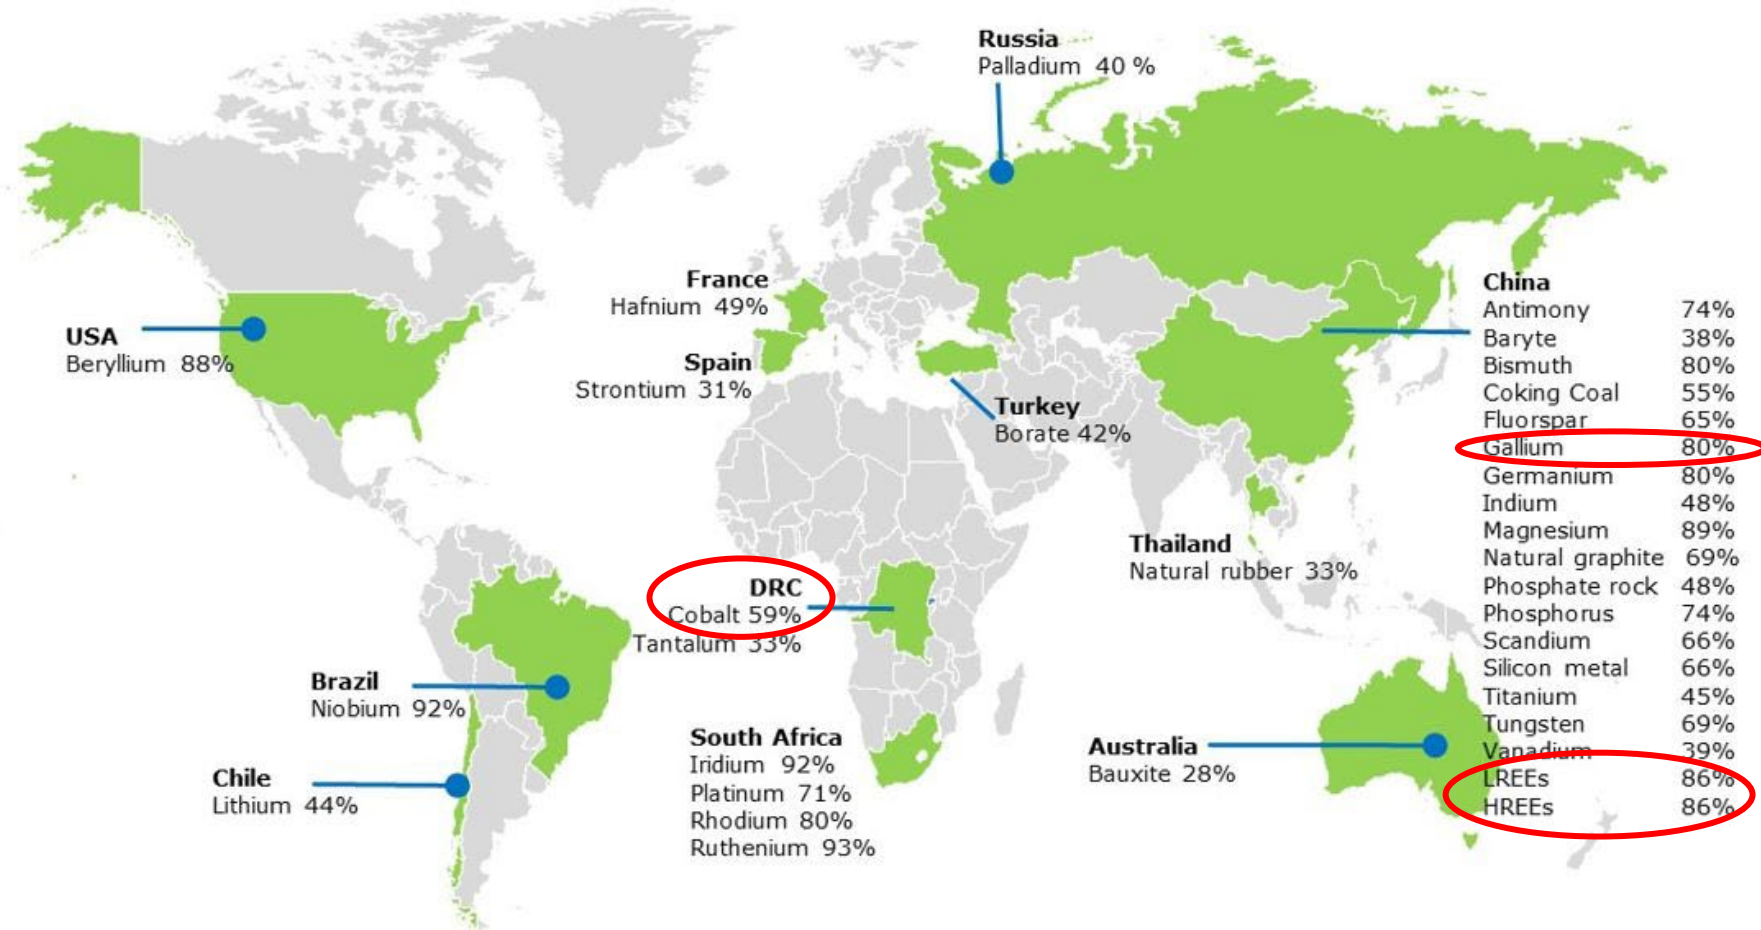 Russia
Palladium 40 %
France
Hafnium 49%
USA
Beryllium 88%
Spain
Strontium 31%
Turkey
Borate 42%
China
Antimony 74%
Baryte 38%
Bismuth 80%
Coking Coal 55%
Fluorspar 65%
Gallium 80%
Germanium 80%
Indium 48%
Magnesium 89%
Natural graphite 69%
Phosphate rock 48%
Phosphorus 74%
Scandium 66%
Silicon metal 66%
Titanium 45%
Tungsten 69%
Vanadium 39%
LREEs 86%
HREEs 86%
Thailand
Natural rubber 33%
DRC
Cobalt 59%
Tantalum 33%
Brazil
Niobium 92%
Chile
Lithium 44%
South Africa
Iridium 92%
Platinum 71%
Rhodium 80%
Ruthenium 93%
Australia
Bauxite 28%